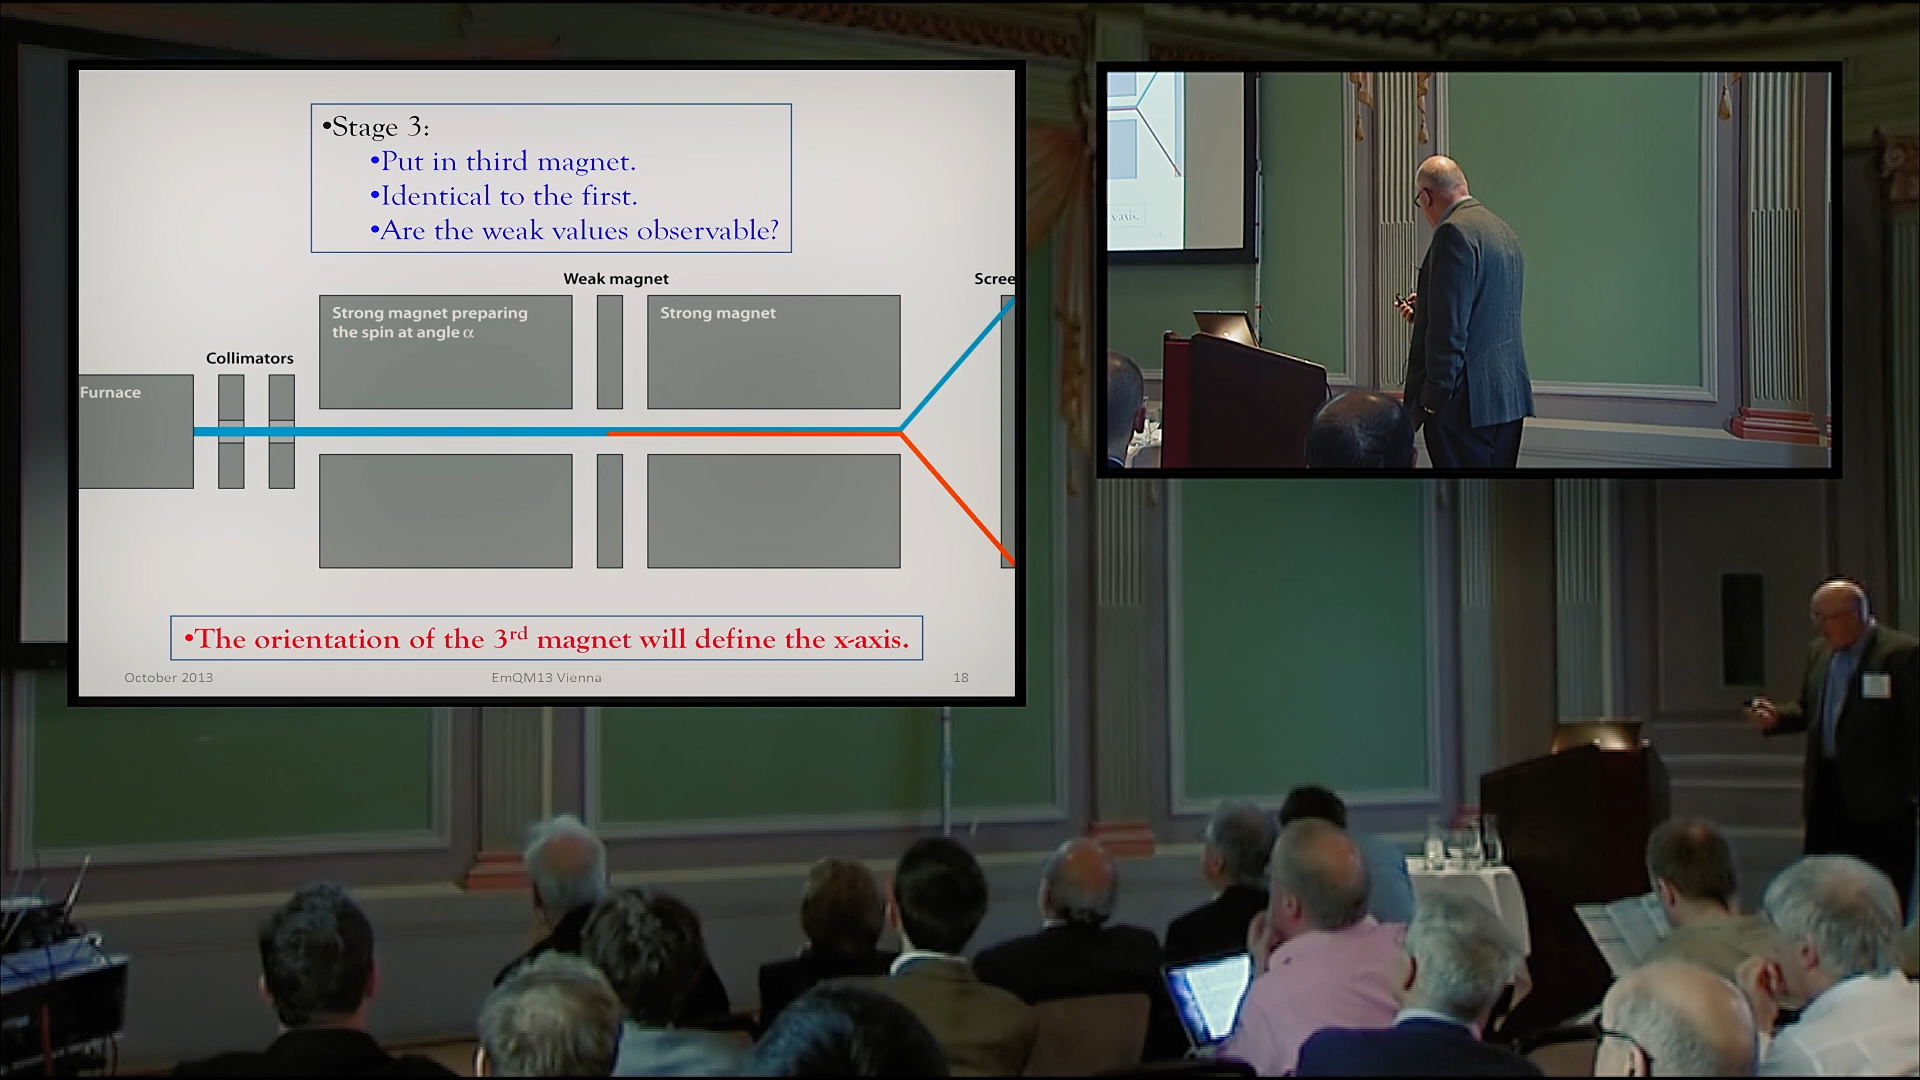 •Stage 3:
•Put in third magnet.
•Identical to the first.
•Are the weak values observable?
Weak magnet
Scree
Strong magnet preparing
the spin at angle α
Strong magnet
Collimators
Furnace
•The orientation of the 3rd magnet will define the x-axis.
October 2013
EmQM13 Vienna
18
x-axis.